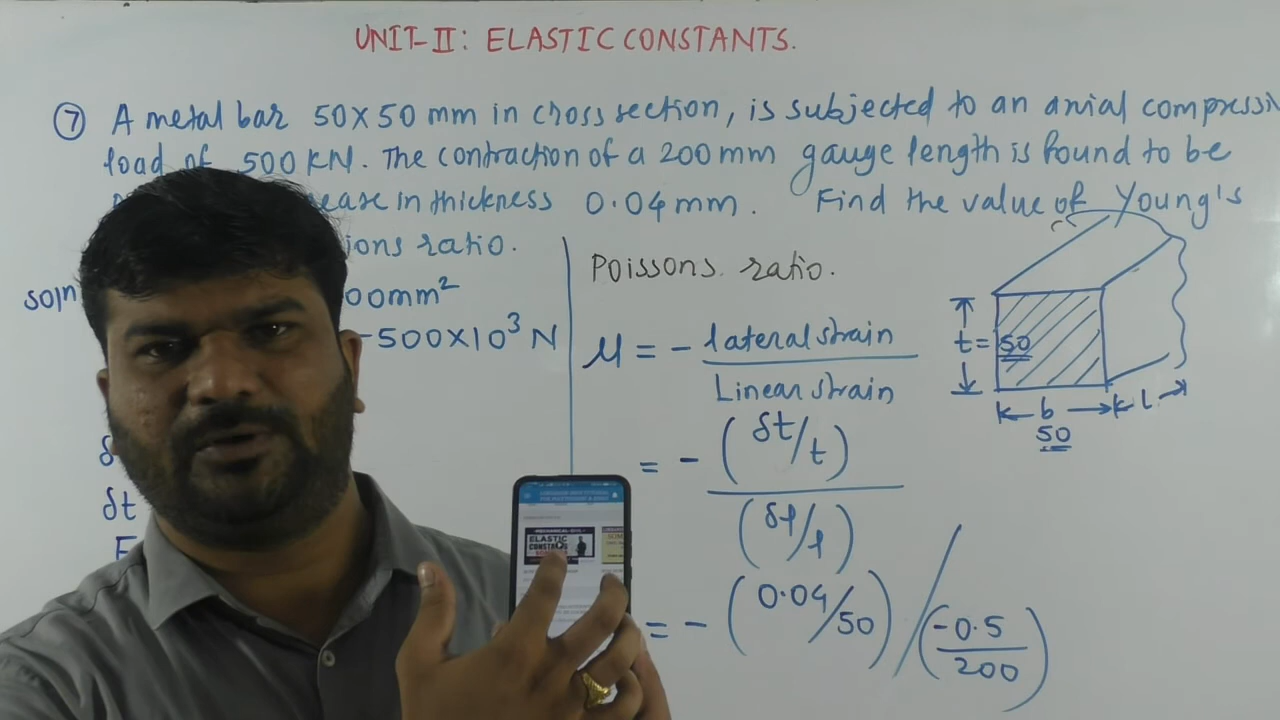 UNIT-II: ELASTIC CONSTANTS.
⑦ A metal bar 50×50 mm in cross section, is subjected to an axial compressi
load of 500 KN. The contraction of a 200 mm gauge length is found to be
ease in thickness 0.04 mm. Find the value of Young's
ions ratio.
soln
00mm²
-500×10³ N
δ
δt
E
Poissons ratio.
μ = - lateral strain
Linear strain
= - (δt/t)
(δl/l)
= - (0.04/50) / (-0.5
200)
t = 50
b
50
l
ELASTIC
CONSTANTS